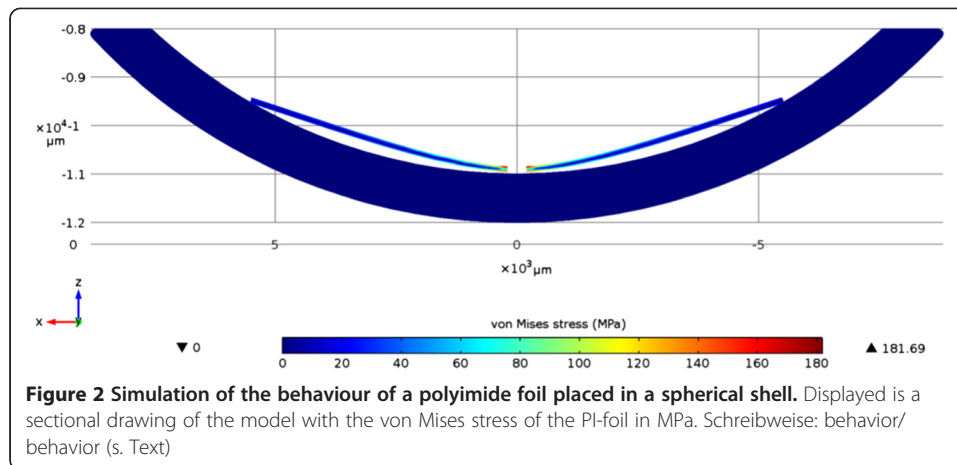 -0.8
-0.9
×10⁴-1
μm
-1.1
-1.2
0 5 0 -5
×10³ μm
z
x
y
von Mises stress (MPa)
▼ 0
0 20 40 60 80 100 120 140 160 180
▲ 181.69
Figure 2 Simulation of the behaviour of a polyimide foil placed in a spherical shell. Displayed is a
sectional drawing of the model with the von Mises stress of the PI-foil in MPa. Schreibweise: behavior/
behavior (s. Text)